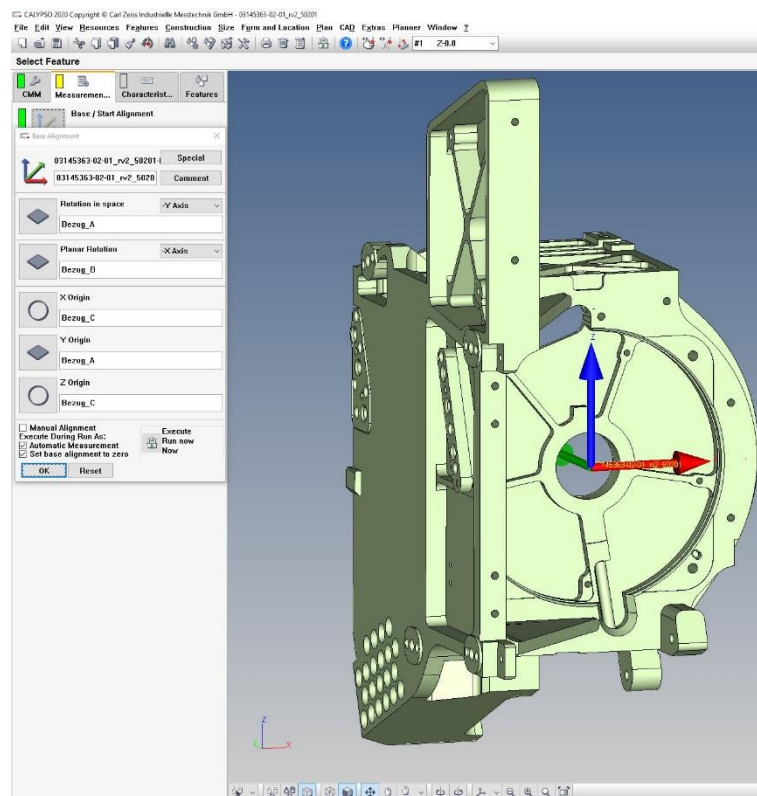 CALYPSO 2020 Copyright © Carl Zeiss Industrielle Messtechnik GmbH - 03145363-02-01_rv2_50201
File Edit View Resources Features Construction Size Form and Location Plan CAD Extras Planner Window ?
#1 Z-0.8
Select Feature
CMM Measuremen... Characterist... Features
Base / Start Alignment
Base Alignment
03145363-02-01_rv2_50201- Special
03145363-02-01_rv2_5020 Comment
Rotation in space -Y Axis
Bezug_A
Planar Rotation -X Axis
Bezug_B
X Origin
Bezug_C
Y Origin
Bezug_A
Z Origin
Bezug_C
Manual Alignment
Execute During Run As:
Automatic Measurement
Set base alignment to zero
Execute
Run now
Now
OK Reset
Z
Z
X